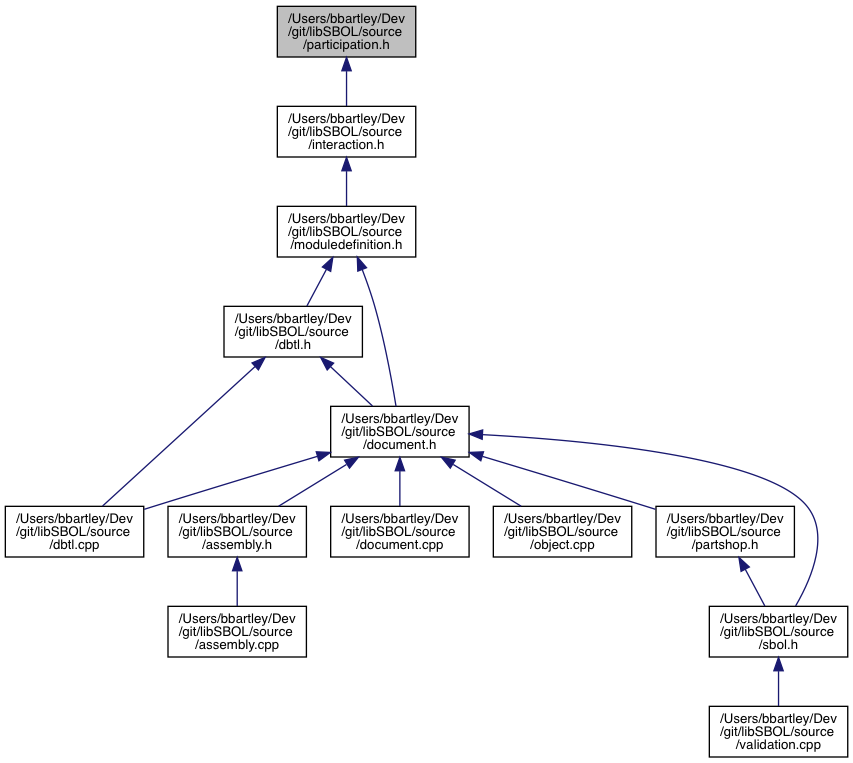 /Users/bbartley/Dev
/git/libSBOL/source
/participation.h
/Users/bbartley/Dev
/git/libSBOL/source
/interaction.h
/Users/bbartley/Dev
/git/libSBOL/source
/moduledefinition.h
/Users/bbartley/Dev
/git/libSBOL/source
/dbtl.h
/Users/bbartley/Dev
/git/libSBOL/source
/document.h
/Users/bbartley/Dev
/git/libSBOL/source
/dbtl.cpp
/Users/bbartley/Dev
/git/libSBOL/source
/assembly.h
/Users/bbartley/Dev
/git/libSBOL/source
/document.cpp
/Users/bbartley/Dev
/git/libSBOL/source
/object.cpp
/Users/bbartley/Dev
/git/libSBOL/source
/partshop.h
/Users/bbartley/Dev
/git/libSBOL/source
/assembly.cpp
/Users/bbartley/Dev
/git/libSBOL/source
/sbol.h
/Users/bbartley/Dev
/git/libSBOL/source
/validation.cpp